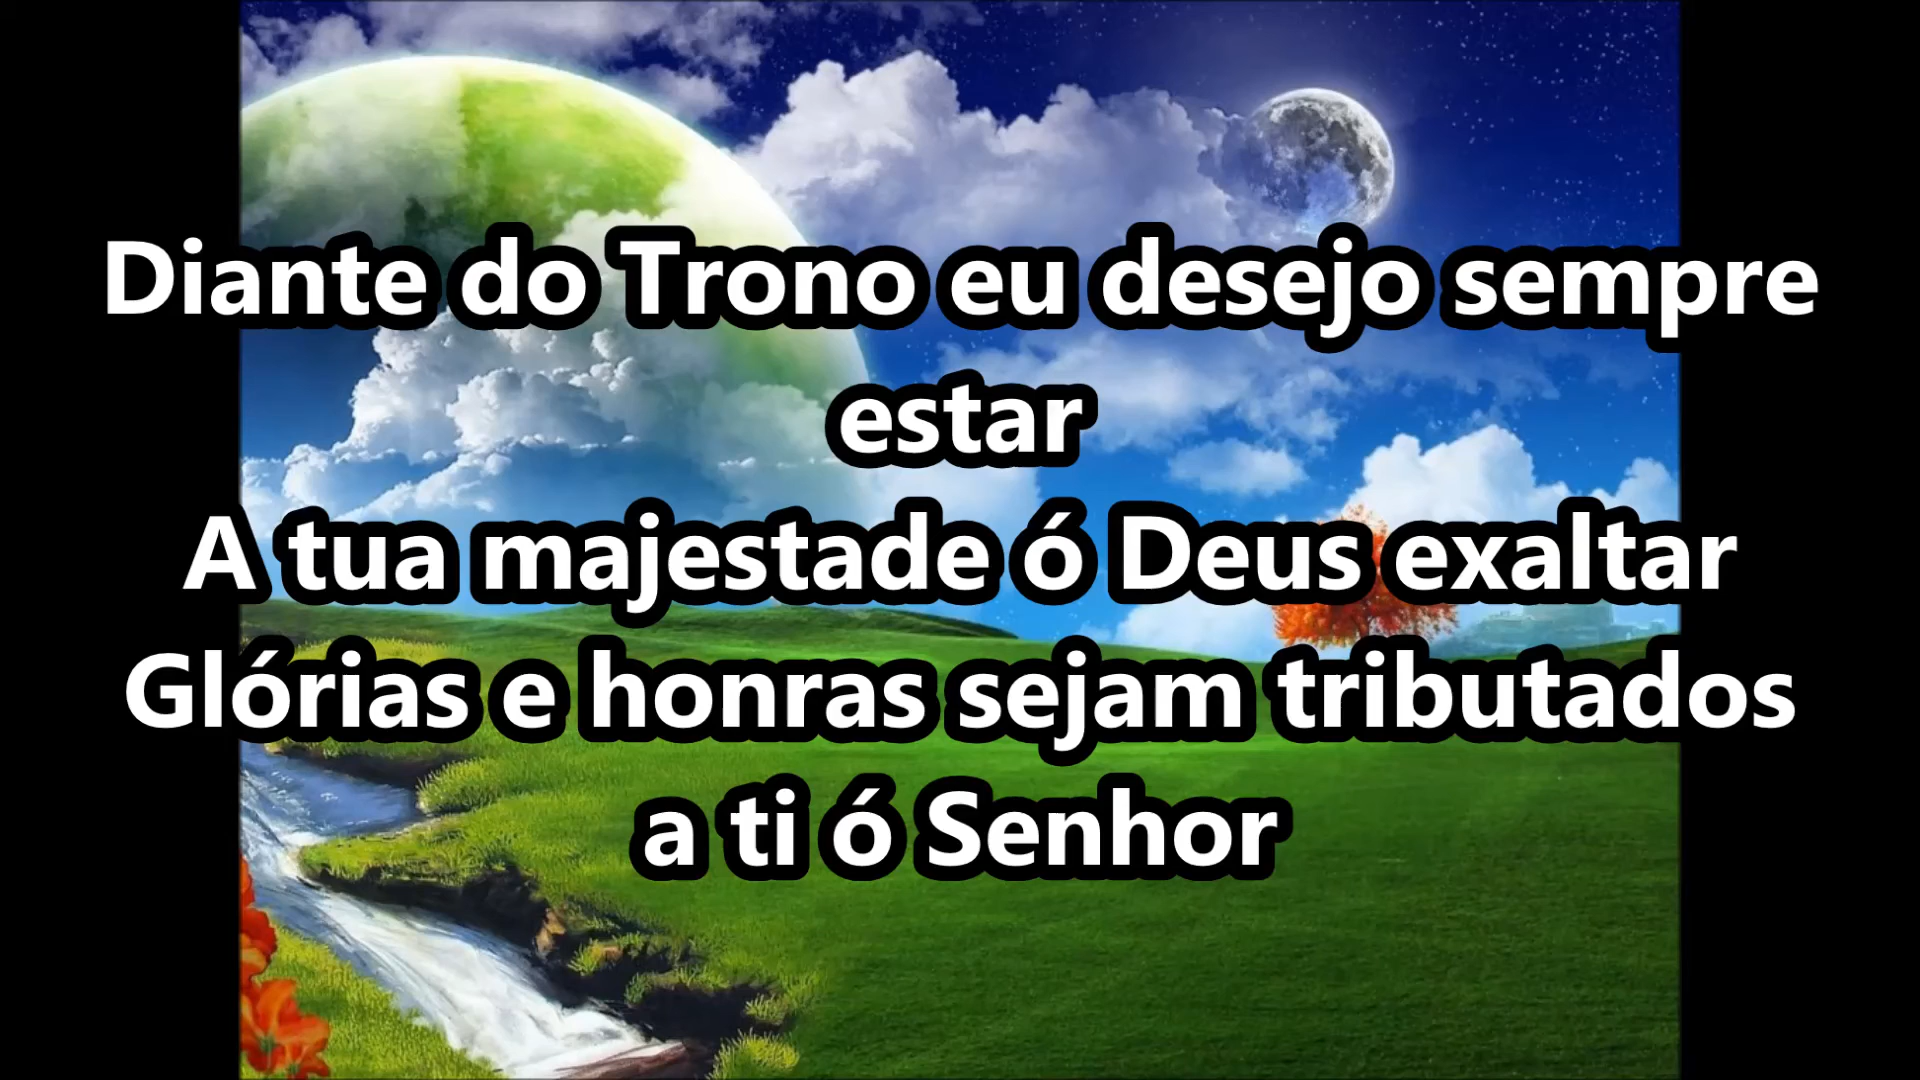 Diante do Trono eu desejo sempre
estar
A tua majestade ó Deus exaltar
Glórias e honras sejam tributados
a ti ó Senhor